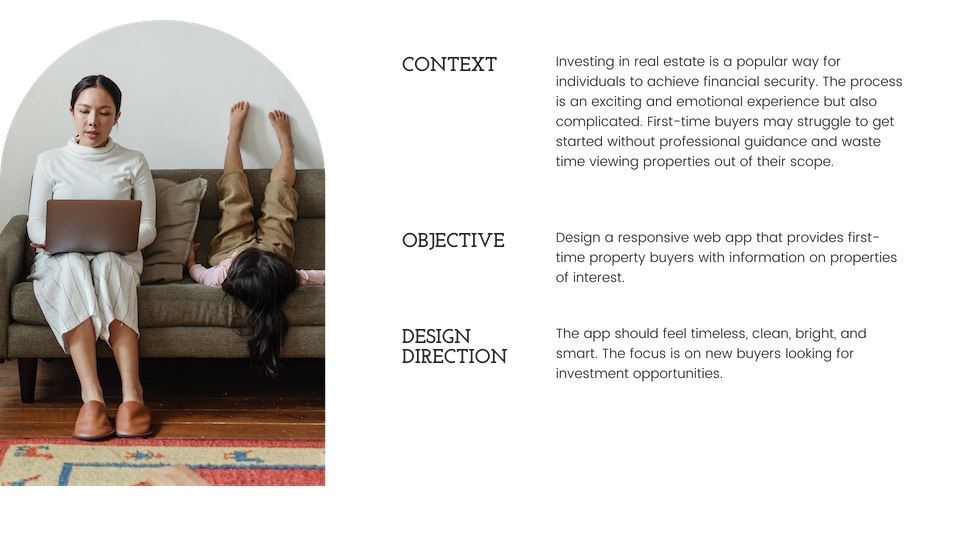 CONTEXT
Investing in real estate is a popular way for
individuals to achieve financial security. The process
is an exciting and emotional experience but also
complicated. First-time buyers may struggle to get
started without professional guidance and waste
time viewing properties out of their scope.
OBJECTIVE
Design a responsive web app that provides first-
time property buyers with information on properties
of interest.
DESIGN
DIRECTION
The app should feel timeless, clean, bright, and
smart. The focus is on new buyers looking for
investment opportunities.